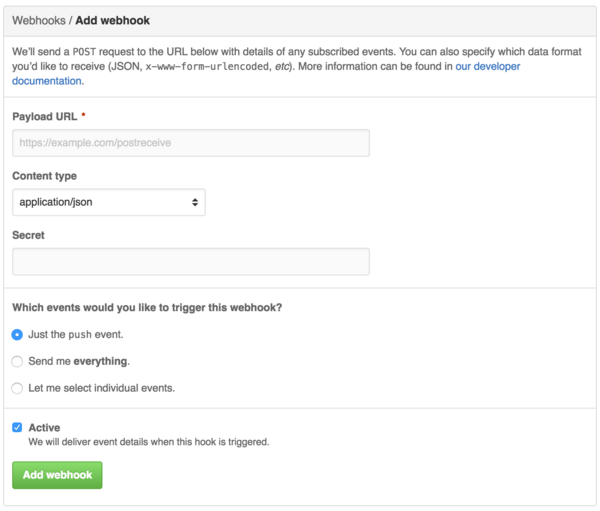 Webhooks / Add webhook
We'll send a POST request to the URL below with details of any subscribed events. You can also specify which data format
you'd like to receive (JSON, x-www-form-urlencoded, etc). More information can be found in our developer
documentation.
Payload URL *
https://example.com/postreceive
Content type
application/json
Secret
Which events would you like to trigger this webhook?
Just the push event.
Send me everything.
Let me select individual events.
Active
We will deliver event details when this hook is triggered.
Add webhook